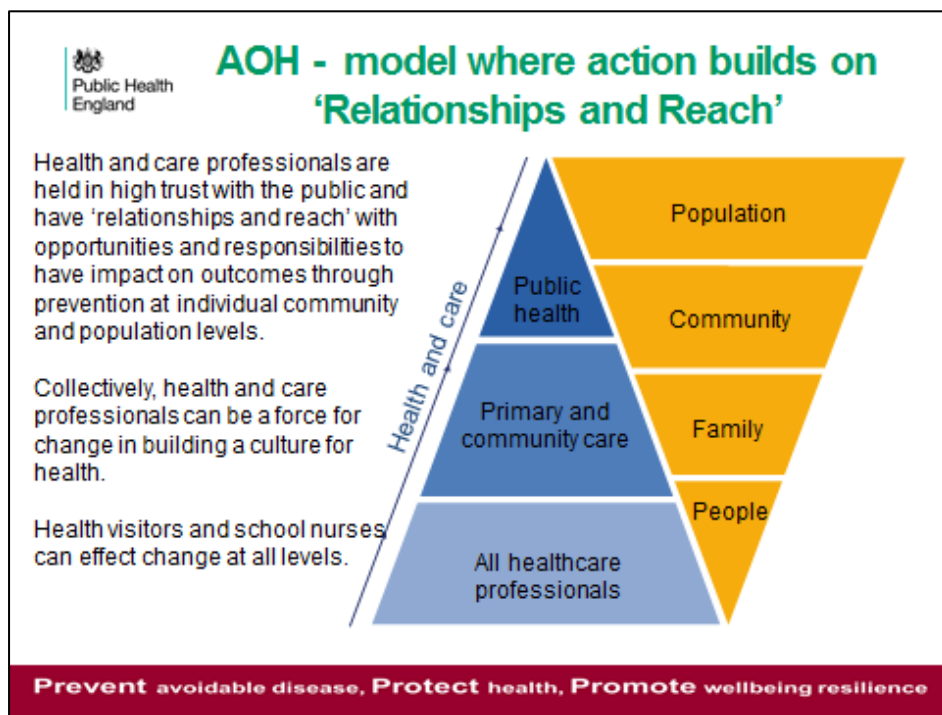 Public Health
England
AOH - model where action builds on
‘Relationships and Reach’
Health and care professionals are
held in high trust with the public and
have ‘relationships and reach’ with
opportunities and responsibilities to
have impact on outcomes through
prevention at individual community
and population levels.
Collectively, health and care
professionals can be a force for
change in building a culture for
health.
Health visitors and school nurses
can effect change at all levels.
Health and care
Public
health
Primary and
community care
All healthcare
professionals
Population
Community
Family
People
Prevent avoidable disease, Protect health, Promote wellbeing resilience